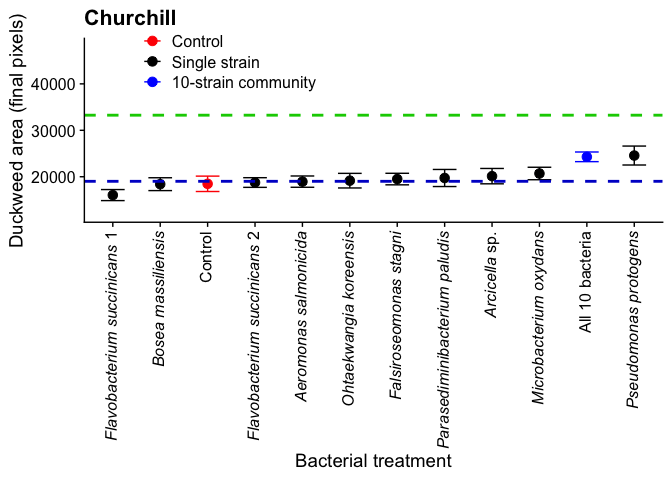 Churchill
Control
Single strain
10-strain community
Duckweed area (final pixels)
40000
30000
20000
Flavobacterium succinicans 1
Bosea massiliensis
Control
Flavobacterium succinicans 2
Aeromonas salmonicida
Ohtaekwangia koreensis
Falsiroseomonas stagni
Parasediminibacterium paludis
Arcicella sp.
Microbacterium oxydans
All 10 bacteria
Pseudomonas protogens
Bacterial treatment